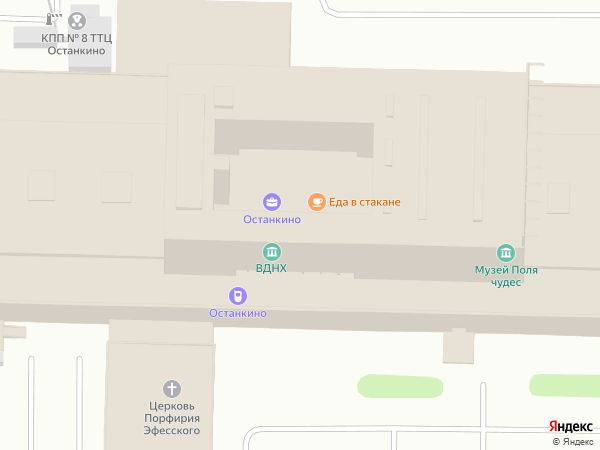 КПП № 8 ТТЦ
Останкино
Останкино
Еда в стакане
ВДНХ
Музей Поля
чудес
Останкино
Церковь
Порфирия
Эфесского
Яндекс
© Яндекс